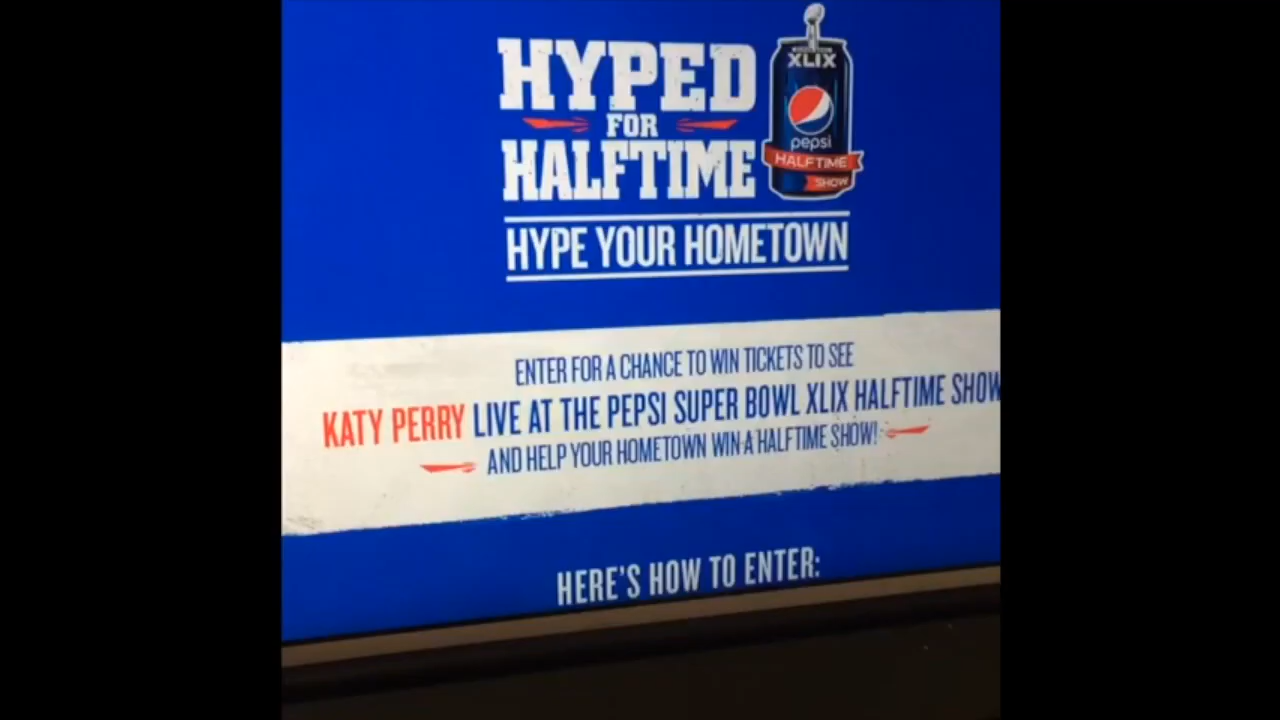 HYPED
FOR
HALFTIME
XLIX
pepsi
HALFTIME
SHOW
HYPE YOUR HOMETOWN
ENTER FOR A CHANCE TO WIN TICKETS TO SEE
KATY PERRY LIVE AT THE PEPSI SUPER BOWL XLIX HALFTIME SHOW
AND HELP YOUR HOMETOWN WIN A HALFTIME SHOW!
HERE'S HOW TO ENTER: